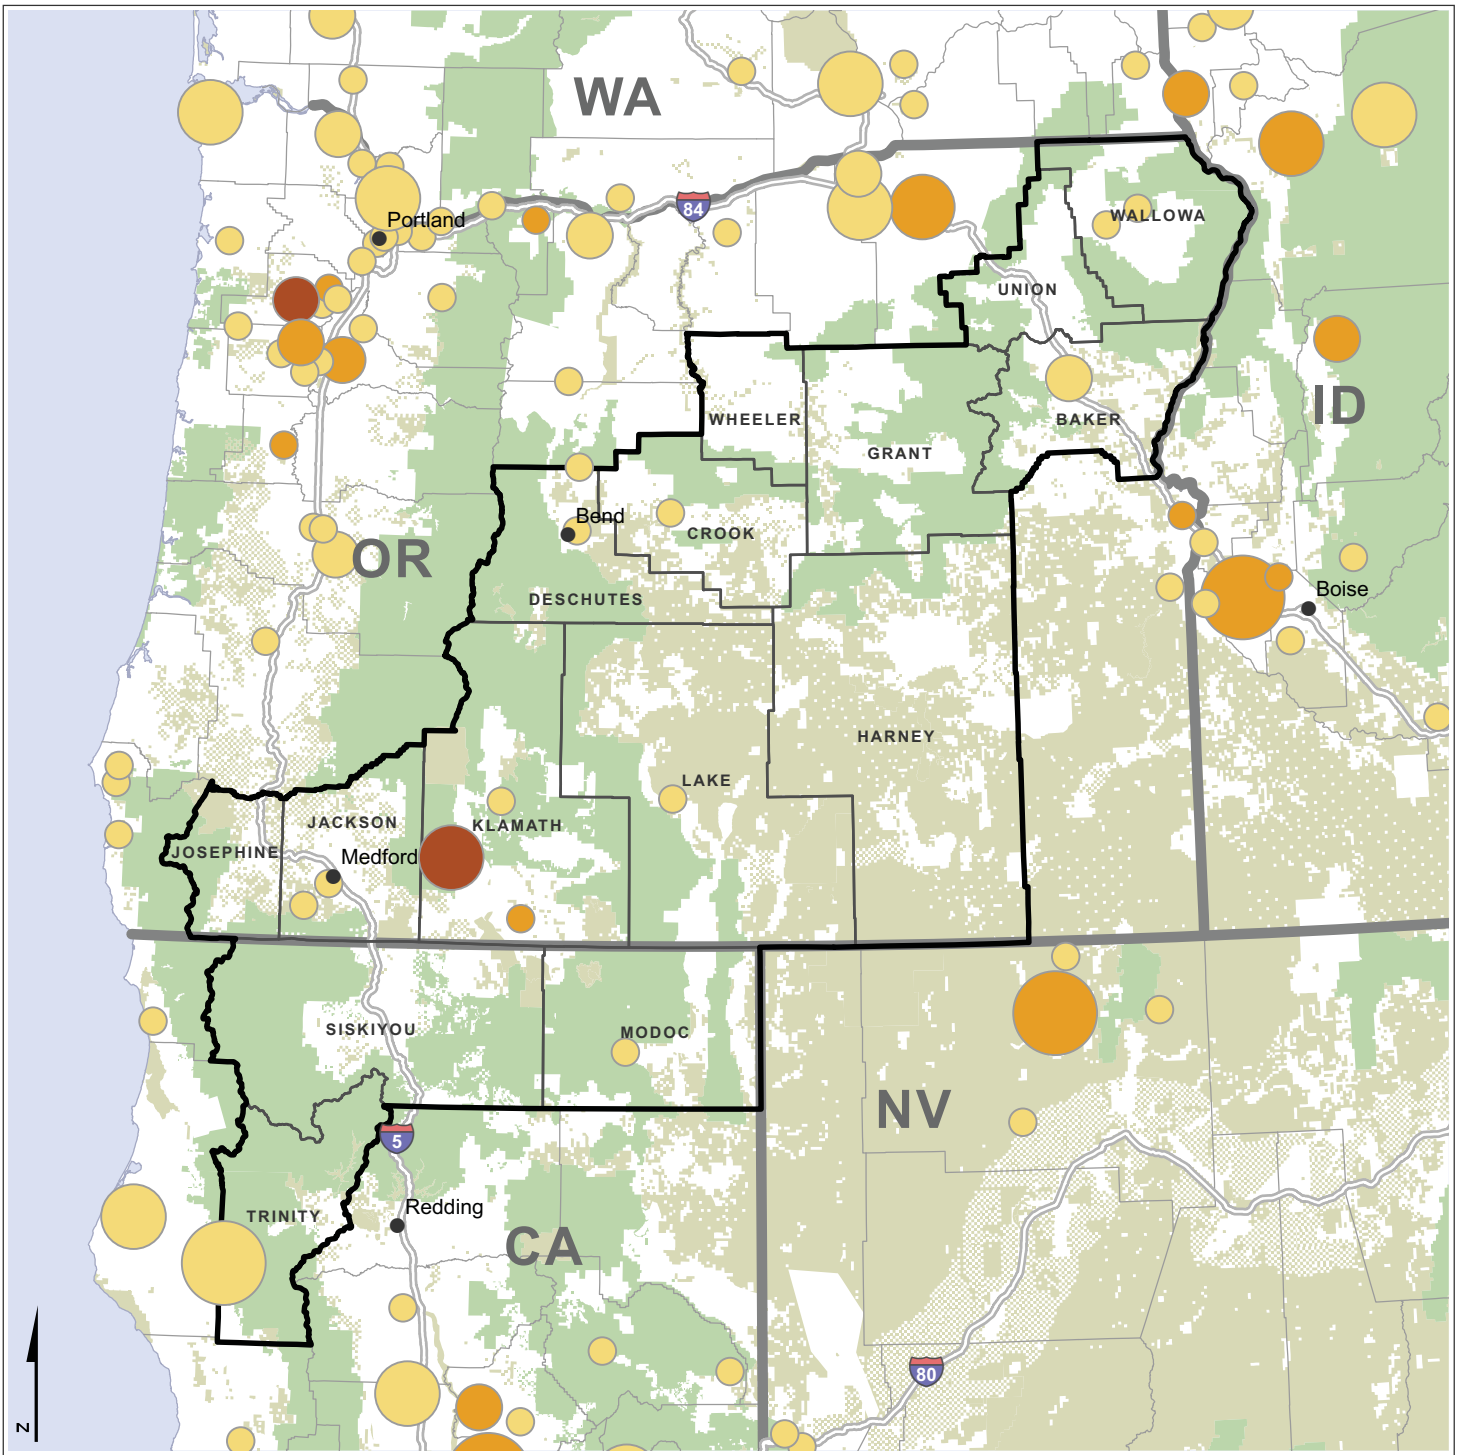 WA
84
Portland
WALLOWA
UNION
ID
WHEELER
BAKER
GRANT
Bend
CROOK
OR
Boise
DESCHUTES
HARNEY
LAKE
JACKSON
KLAMATH
JOSEPHINE
Medford
SISKIYOU
MODOC
NV
5
TRINITY
Redding
CA
80
N